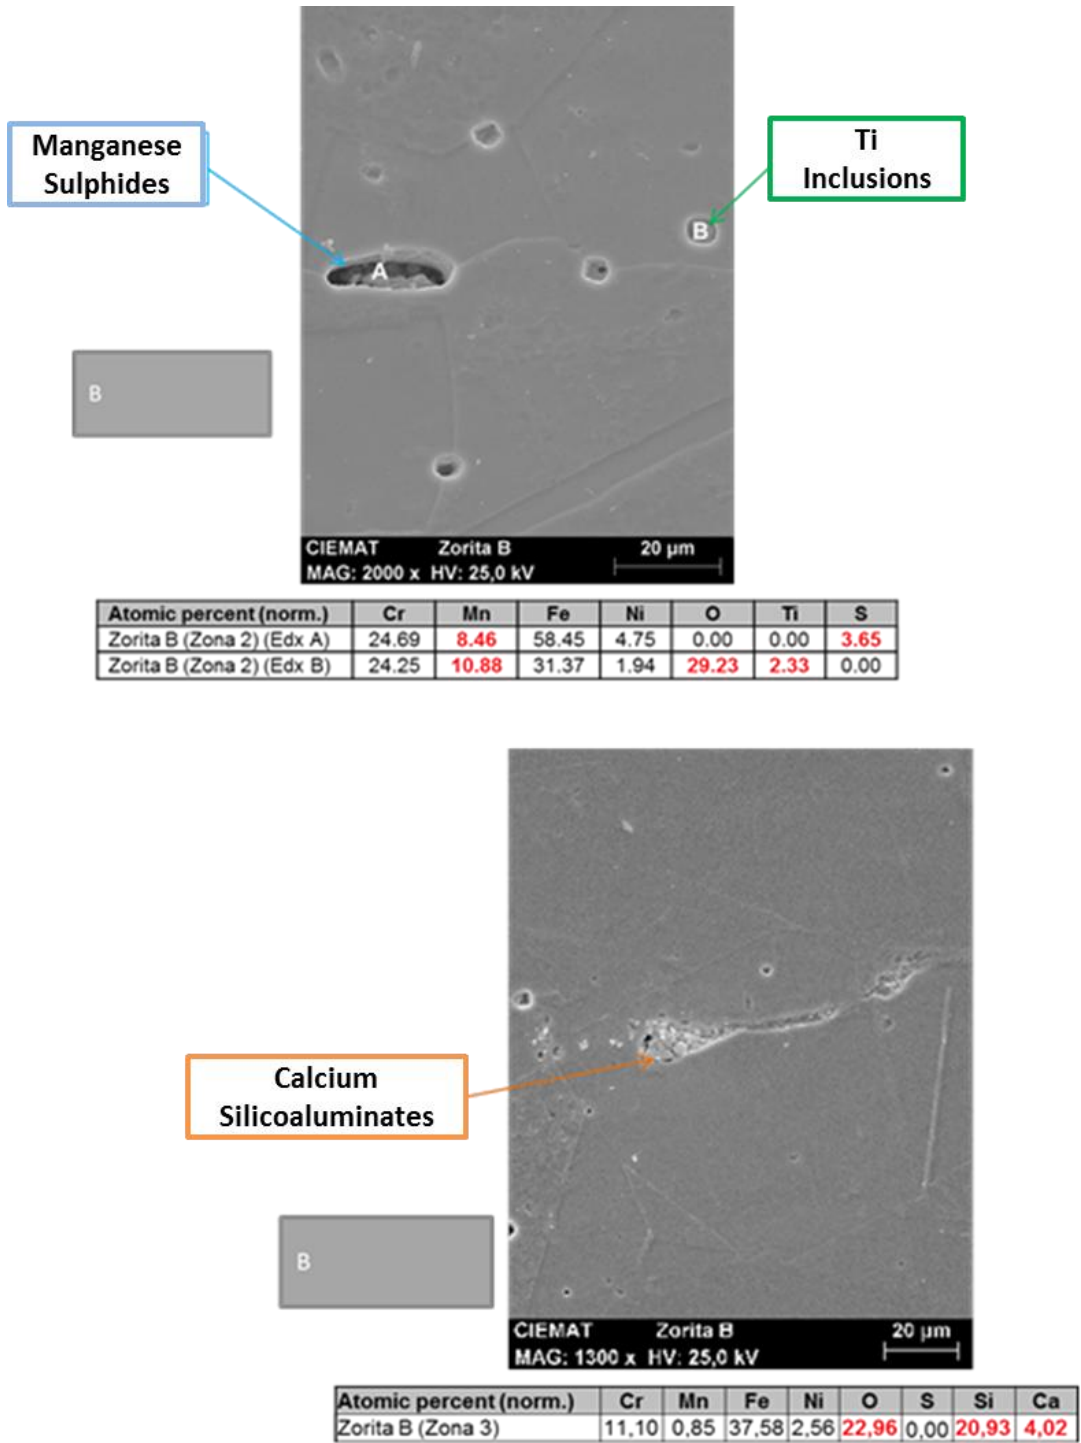 Manganese
Sulphides
Ti
Inclusions
A
B
B
CIEMAT Zorita B 20 µm
MAG: 2000 x HV: 25,0 kV
Atomic percent (norm.) Cr Mn Fe Ni O Ti S
Zorita B (Zona 2) (Edx A) 24.69 8.46 58.45 4.75 0.00 0.00 3.65
Zorita B (Zona 2) (Edx B) 24.25 10.88 31.37 1.94 29.23 2.33 0.00
Calcium
Silicoaluminates
B
CIEMAT Zorita B 20 µm
MAG: 1300 x HV: 25,0 kV
Atomic percent (norm.) Cr Mn Fe Ni O S Si Ca
Zorita B (Zona 3) 11,10 0,85 37,58 2,56 22,96 0,00 20,93 4,02